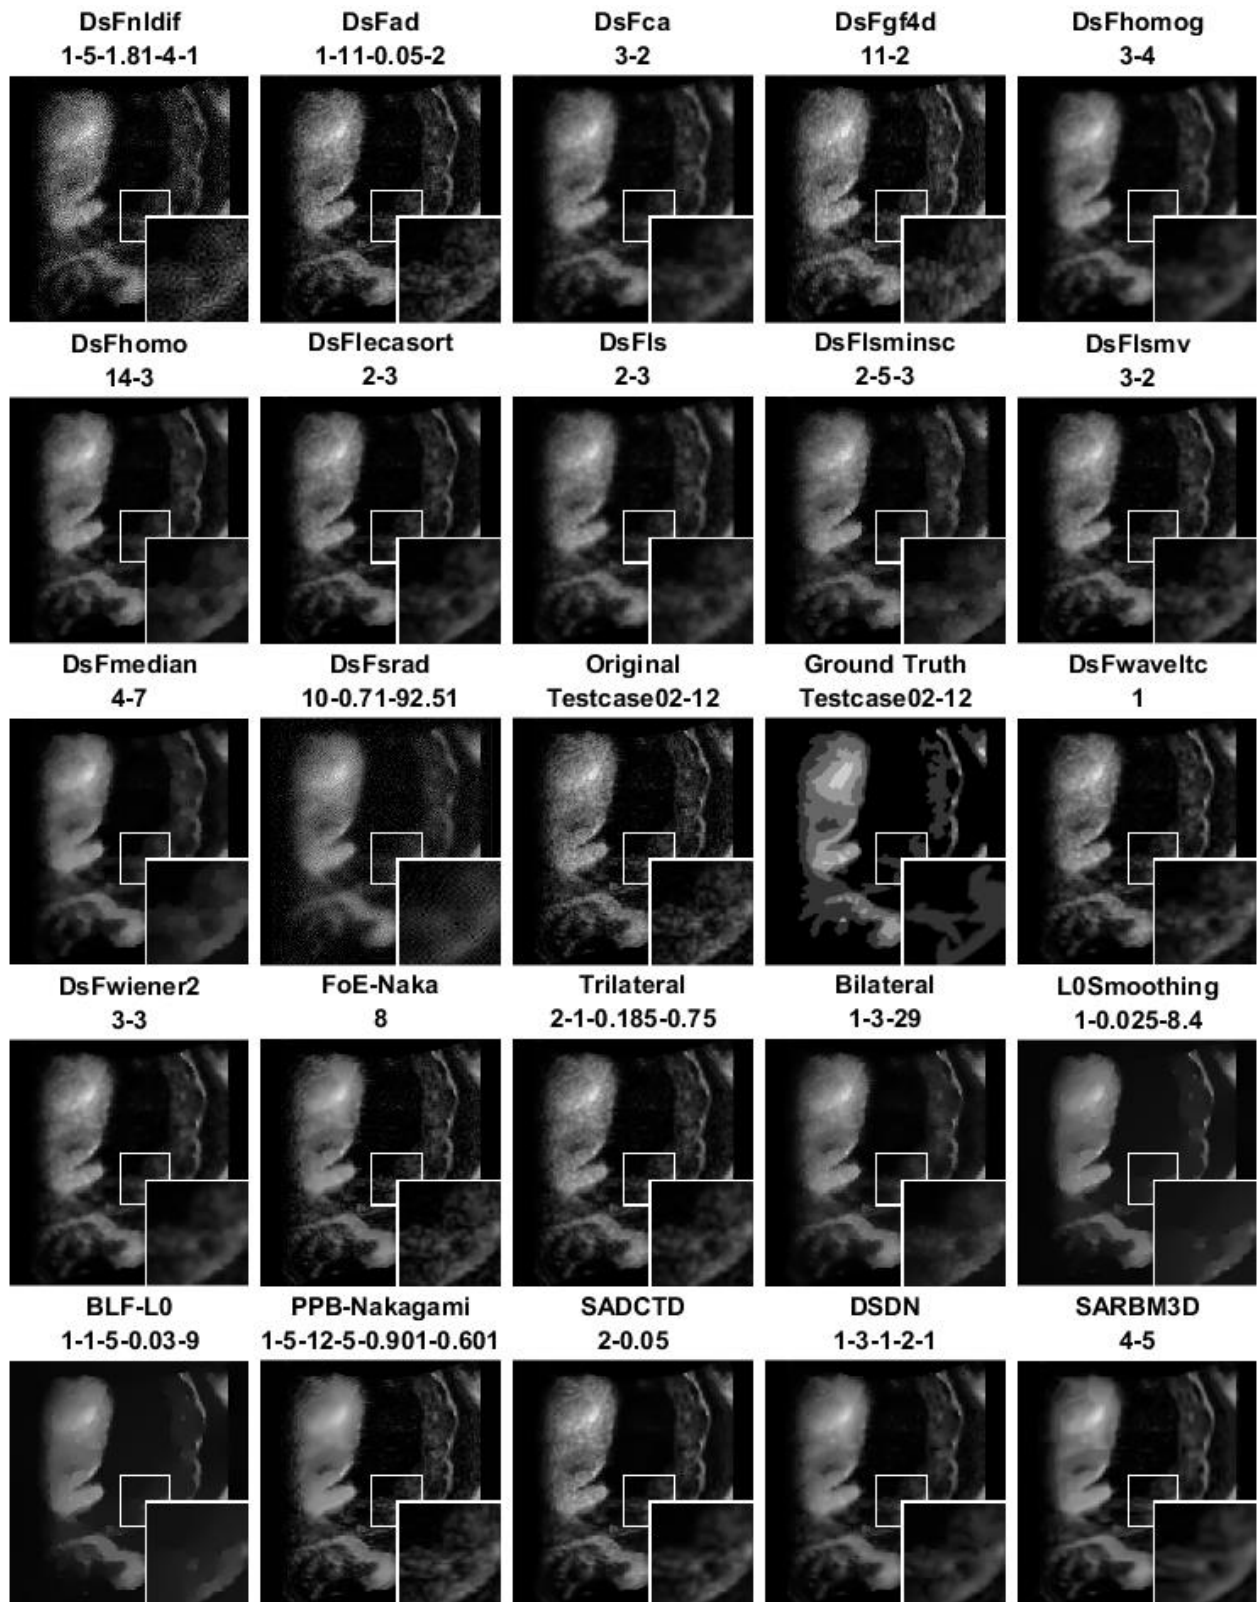 DsFnldif DsFad DsFca DsFgf4d DsFhomog
1-5-1.81-4-1 1-11-0.05-2 3-2 11-2 3-4
DsFhomo DsFlecasort DsFls DsFlsminsc DsFlsmv
14-3 2-3 2-3 2-5-3 3-2
DsFmedian DsFsrad Original Ground Truth DsFwaveltc
4-7 10-0.71-92.51 Testcase02-12 Testcase02-12 1
DsFwiener2 FoE-Naka Trilateral Bilateral L0Smoothing
3-3 8 2-1-0.185-0.75 1-3-29 1-0.025-8.4
BLF-L0 PPB-Nakagami SADCTD DSDN SARBM3D
1-1-5-0.03-9 1-5-12-5-0.901-0.601 2-0.05 1-3-1-2-1 4-5